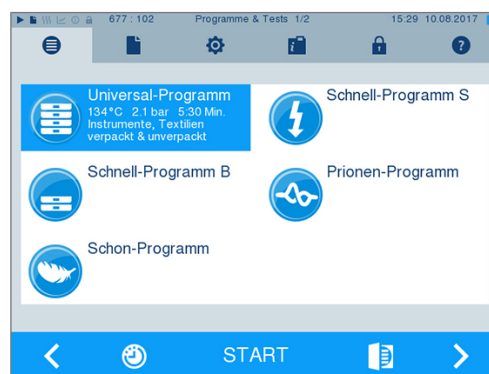 677 : 102 Programme & Tests 1/2 15:29 10.08.2017
Universal-Programm
134°C 2.1 bar 5:30 Min.
Instrumente, Textilien
verpackt & unverpackt
Schnell-Programm S
Schnell-Programm B
Prionen-Programm
Schon-Programm
START